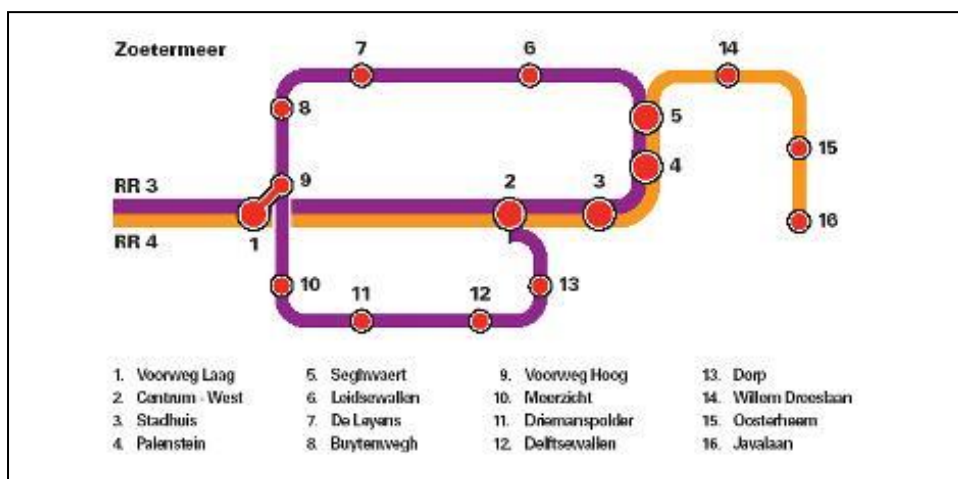 Zoetermeer
7
6
14
8
5
15
RR 3
9
2
3
4
RR 4
1
16
10
11
12
13
1. Voorweg Laag
2. Centrum - West
3. Stadhuis
4. Palenstein
5. Seghwaert
6. Leidsewallen
7. De Leyens
8. Buytenwegh
9. Voorweg Hoog
10. Meerzicht
11. Driemanspolder
12. Delftsewallen
13. Dorp
14. Willem Dreeslaan
15. Oosterheem
16. Javalaan